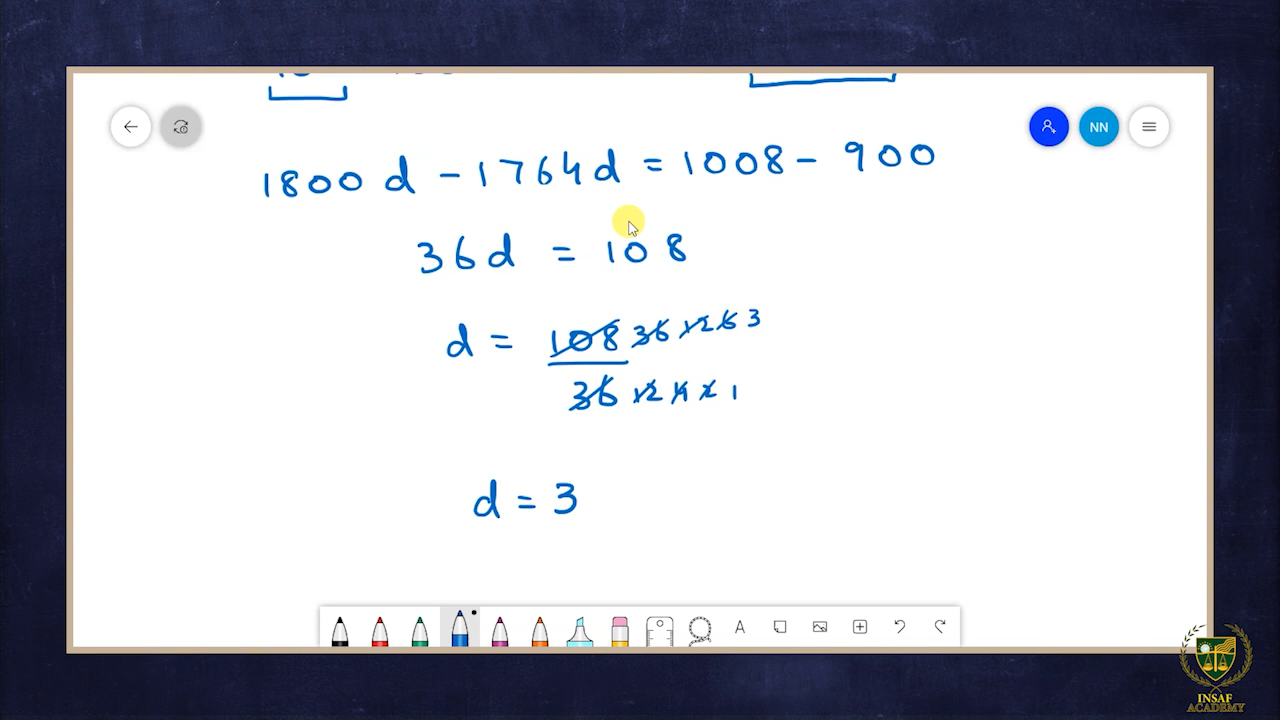 NN
1800 d - 1764d = 1008 - 900
36d = 108
d = 108 36 12 6 3
36 12 4 2 1
d = 3
A
INSAF
ACADEMY